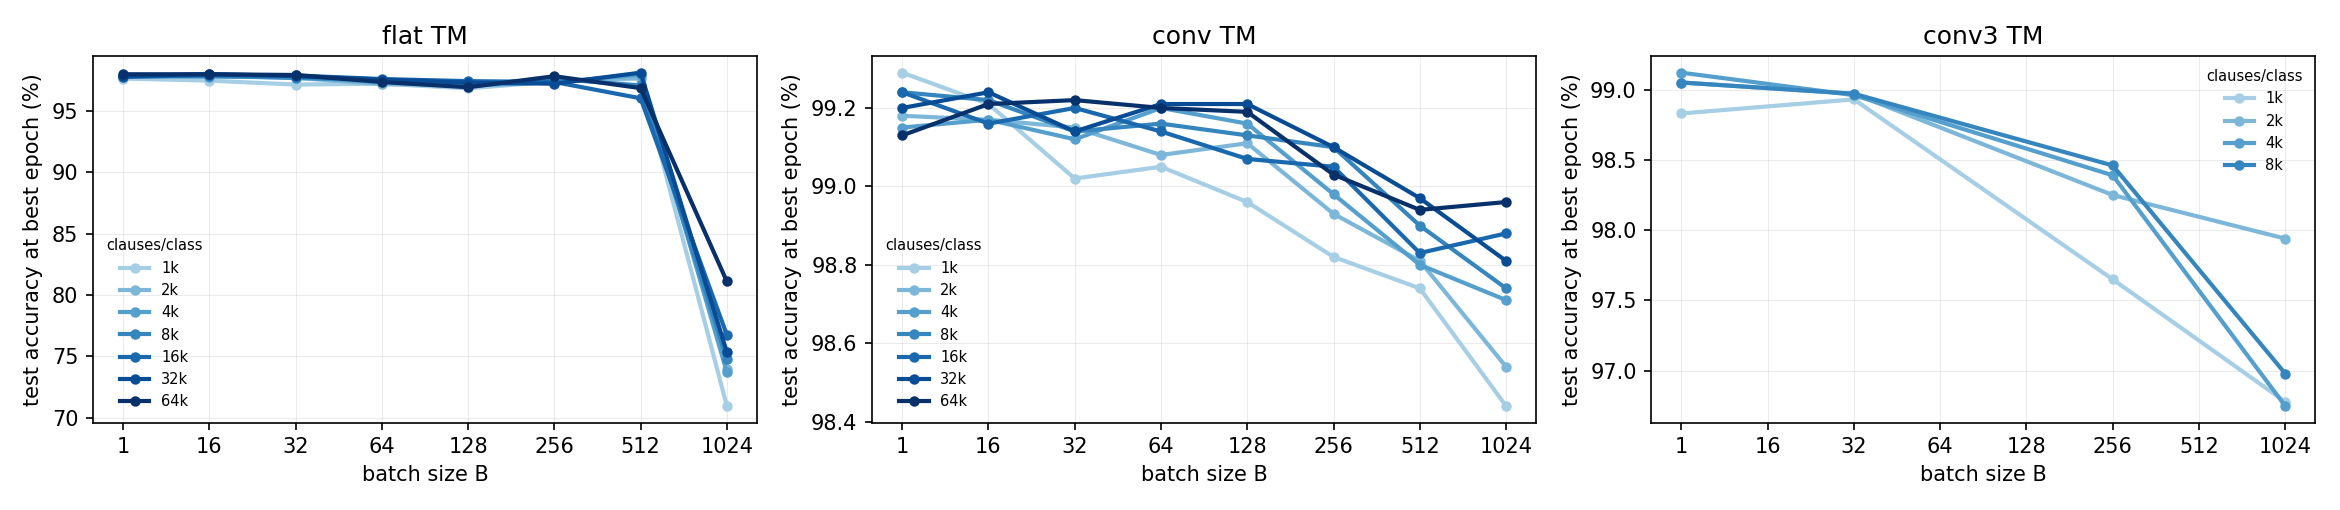 flat TM
test accuracy at best epoch (%)
95
90
85
80
75
70
clauses/class
1k
2k
4k
8k
16k
32k
64k
1 16 32 64 128 256 512 1024
batch size B
conv TM
test accuracy at best epoch (%)
99.2
99.0
98.8
98.6
98.4
clauses/class
1k
2k
4k
8k
16k
32k
64k
1 16 32 64 128 256 512 1024
batch size B
conv3 TM
test accuracy at best epoch (%)
99.0
98.5
98.0
97.5
97.0
clauses/class
1k
2k
4k
8k
1 16 32 64 128 256 512 1024
batch size B